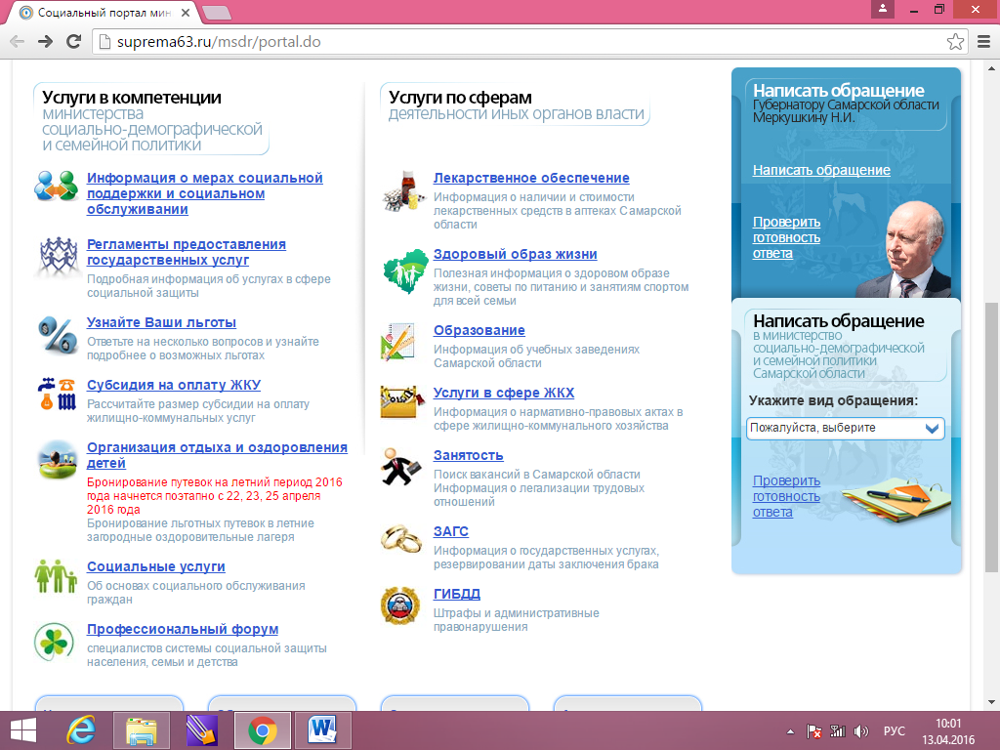 Социальный портал мин
suprema63.ru/msdr/portal.do
Услуги в компетенции
министерства
социально-демографической
и семейной политики
Информация о мерах социальной
поддержки и социальном
обслуживании
Регламенты предоставления
государственных услуг
Подробная информация об услугах в сфере
социальной защиты
Узнайте Ваши льготы
Ответьте на несколько вопросов и узнайте
подробнее о возможных льготах
Субсидия на оплату ЖКУ
Рассчитайте размер субсидии на оплату
жилищно-коммунальных услуг
Организация отдыха и оздоровления
детей
Бронирование путевок на летний период 2016
года начнется поэтапно с 22, 23, 25 апреля
2016 года
Бронирование льготных путевок в летние
загородные оздоровительные лагеря
Социальные услуги
Об основах социального обслуживания
граждан
Профессиональный форум
специалистов системы социальной защиты
населения, семьи и детства
Услуги по сферам
деятельности иных органов власти
Лекарственное обеспечение
Информация о наличии и стоимости
лекарственных средств в аптеках Самарской
области
Здоровый образ жизни
Полезная информация о здоровом образе
жизни, советы по питанию и занятиям спортом
для всей семьи
Образование
Информация об учебных заведениях
Самарской области
Услуги в сфере ЖКХ
Информация о нормативно-правовых актах в
сфере жилищно-коммунального хозяйства
Занятость
Поиск вакансий в Самарской области
Информация о легализации трудовых
отношений
ЗАГС
Информация о государственных услугах,
резервировании даты заключения брака
ГИБДД
Штрафы и административные
правонарушения
Написать обращение
Губернатору Самарской области
Меркушкину Н.И.
Написать обращение
Проверить
готовность
ответа
Написать обращение
в министерство
социально-демографической
и семейной политики
Самарской области
Укажите вид обращения:
Пожалуйста, выберите
Проверить
готовность
ответа
РУС
10:01
13.04.2016